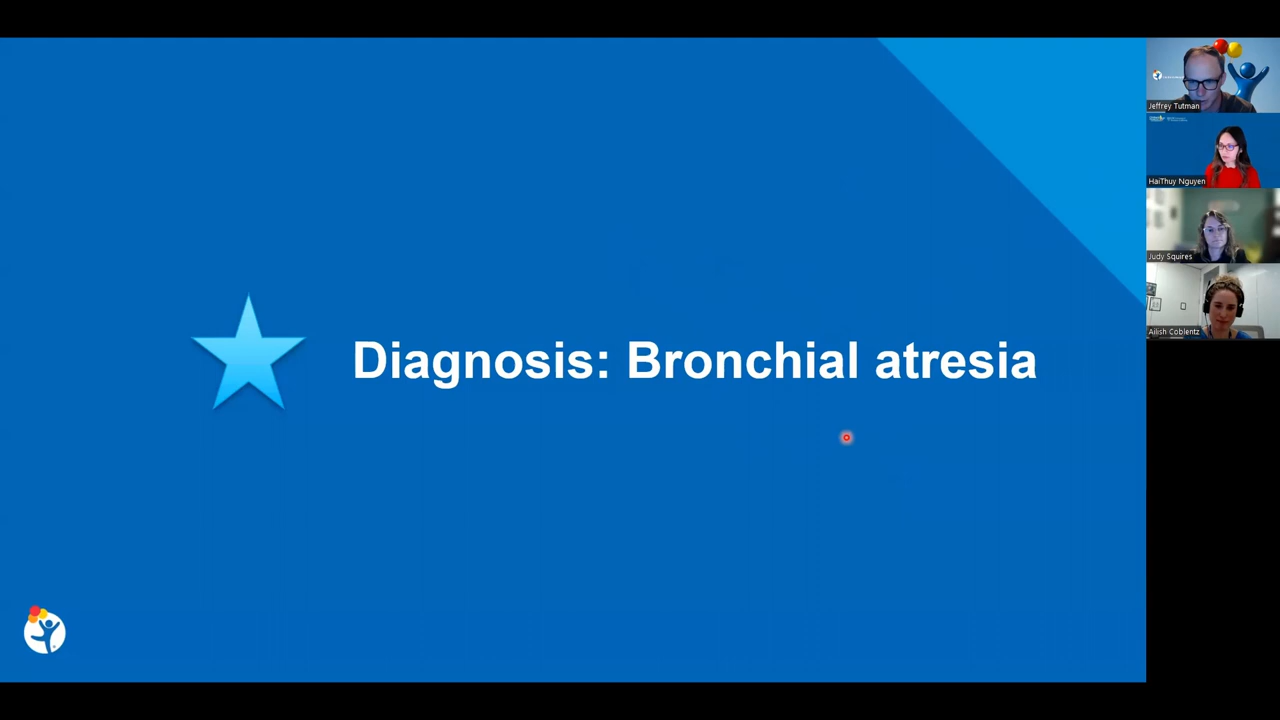 Diagnosis: Bronchial atresia
Jeffrey Tutman
HaiThuy Nguyen
Judy Squires
Ailish Coblentz